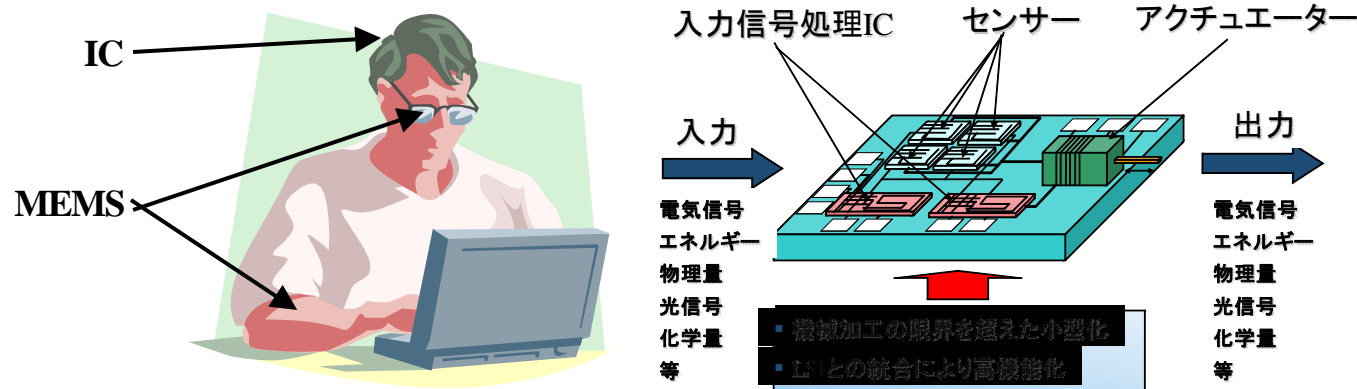 IC
MEMS
入力信号処理IC
センサー
アクチュエーター
入力
電気信号
エネルギー
物理量
光信号
化学量
等
出力
電気信号
エネルギー
物理量
光信号
化学量
等
▪ 機械加工の限界を超えた小型化
▪ LSIとの統合により高機能化